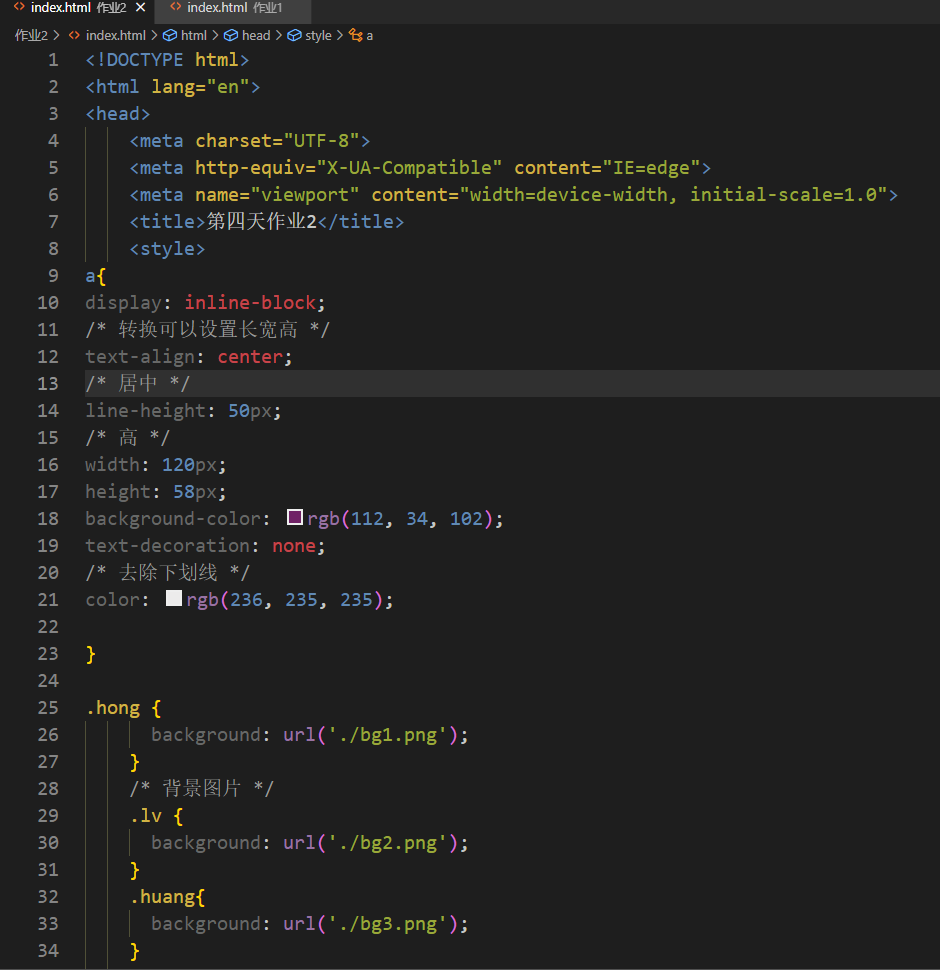 index.html 作业2 × index.html 作业1
作业2 > index.html > html > head > style > a
1 <!DOCTYPE html>
2 <html lang="en">
3 <head>
4 <meta charset="UTF-8">
5 <meta http-equiv="X-UA-Compatible" content="IE=edge">
6 <meta name="viewport" content="width=device-width, initial-scale=1.0">
7 <title>第四天作业2</title>
8 <style>
9 a{
10 display: inline-block;
11 /* 转换可以设置长宽高 */
12 text-align: center;
13 /* 居中 */
14 line-height: 50px;
15 /* 高 */
16 width: 120px;
17 height: 58px;
18 background-color: rgb(112, 34, 102);
19 text-decoration: none;
20 /* 去除下划线 */
21 color: rgb(236, 235, 235);
22
23 }
24
25 .hong {
26 background: url('./bg1.png');
27 }
28 /* 背景图片 */
29 .lv {
30 background: url('./bg2.png');
31 }
32 .huang{
33 background: url('./bg3.png');
34 }